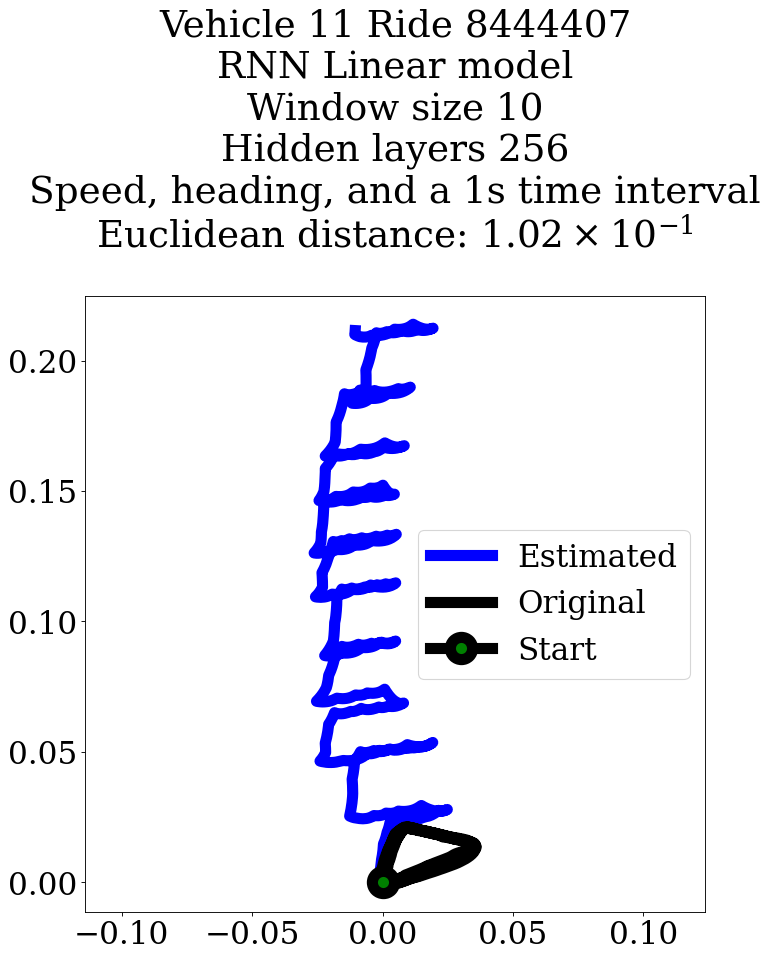 Vehicle 11 Ride 8444407
RNN Linear model
Window size 10
Hidden layers 256
Speed, heading, and a 1s time interval
Euclidean distance: 1.02 × 10⁻¹
0.20
0.15
0.10
0.05
0.00
−0.10 −0.05 0.00 0.05 0.10
Estimated
Original
Start